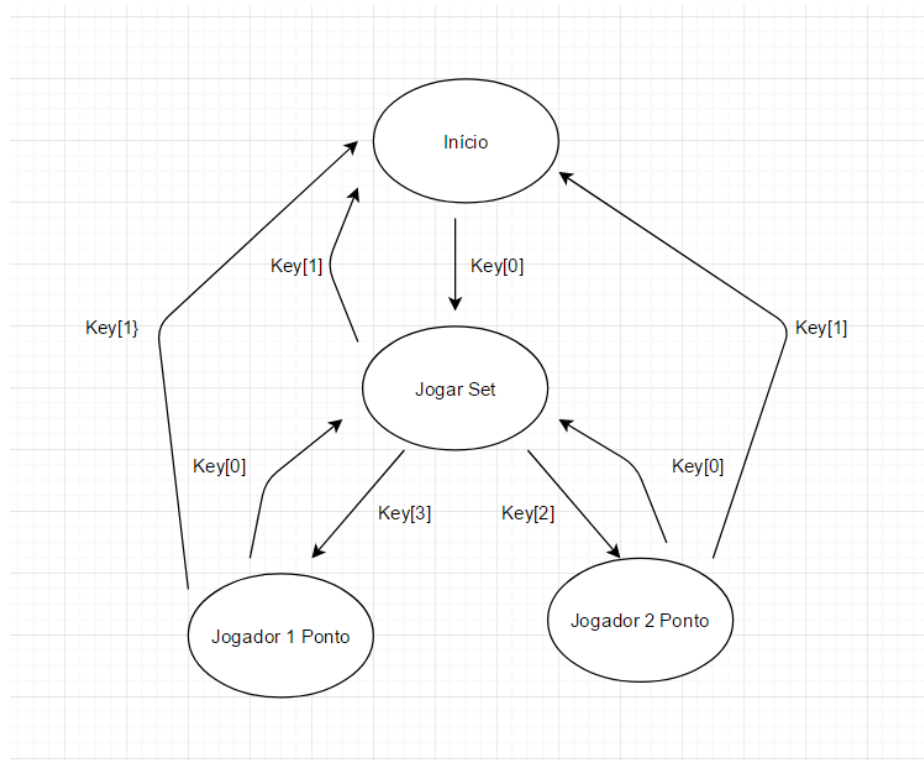 Início
Key[1]
Key[0]
Key[1}
Key[1]
Jogar Set
Key[0]
Key[0]
Key[3]
Key[2]
Jogador 1 Ponto
Jogador 2 Ponto